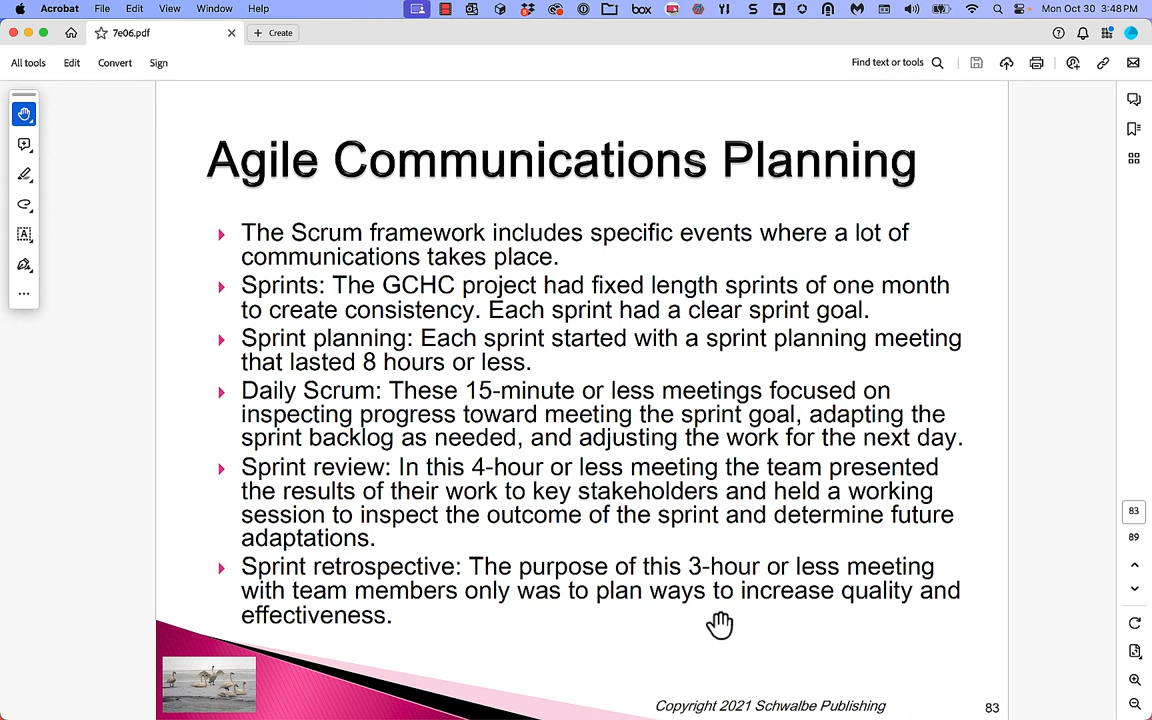 Acrobat File Edit View Window Help
box
Mon Oct 30 3:48 PM
7e06.pdf
+ Create
All tools Edit Convert Sign
Find text or tools
Agile Communications Planning
The Scrum framework includes specific events where a lot of
communications takes place.
Sprints: The GCHC project had fixed length sprints of one month
to create consistency. Each sprint had a clear sprint goal.
Sprint planning: Each sprint started with a sprint planning meeting
that lasted 8 hours or less.
Daily Scrum: These 15-minute or less meetings focused on
inspecting progress toward meeting the sprint goal, adapting the
sprint backlog as needed, and adjusting the work for the next day.
Sprint review: In this 4-hour or less meeting the team presented
the results of their work to key stakeholders and held a working
session to inspect the outcome of the sprint and determine future
adaptations.
Sprint retrospective: The purpose of this 3-hour or less meeting
with team members only was to plan ways to increase quality and
effectiveness.
83
89
Copyright 2021 Schwalbe Publishing
83